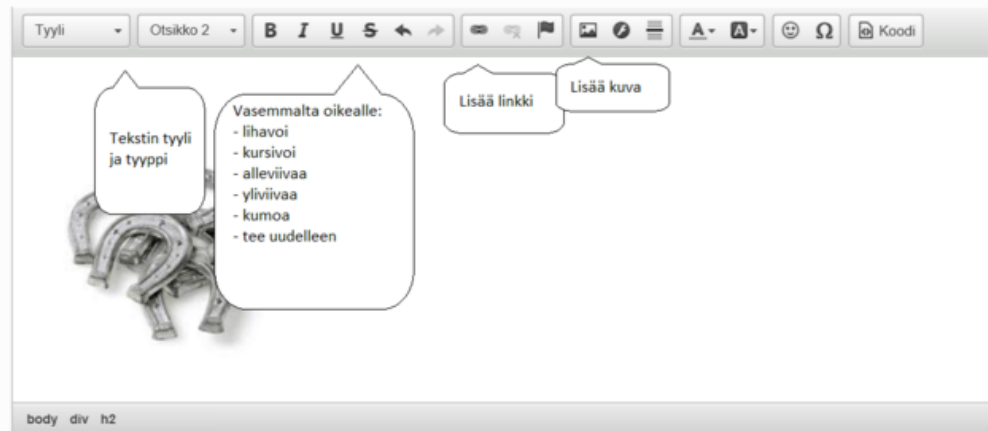 Tyyli Otsikko 2 B I U S A A Ω Koodi
Tekstin tyyli
ja tyyppi
Vasemmalta oikealle:
- lihavoi
- kursivoi
- alleviivaa
- yliviivaa
- kumoa
- tee uudelleen
Lisää linkki
Lisää kuva
body div h2